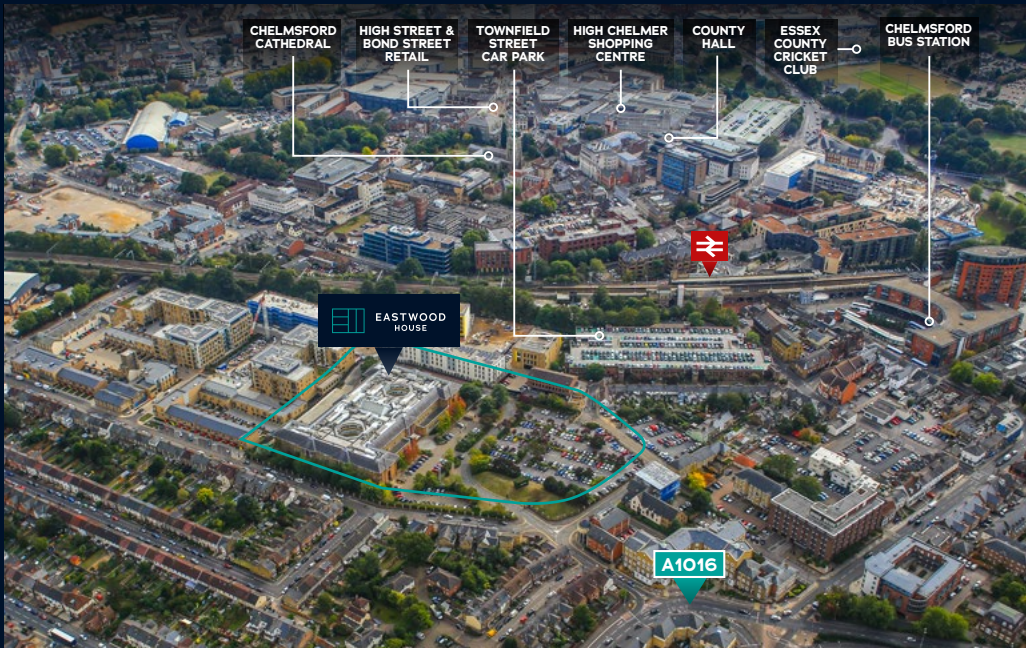 CHELMSFORD
CATHEDRAL
HIGH STREET &
BOND STREET
RETAIL
TOWNFIELD
STREET
CAR PARK
HIGH CHELMER
SHOPPING
CENTRE
COUNTY
HALL
ESSEX
COUNTY
CRICKET
CLUB
CHELMSFORD
BUS STATION
EASTWOOD
HOUSE
A1016